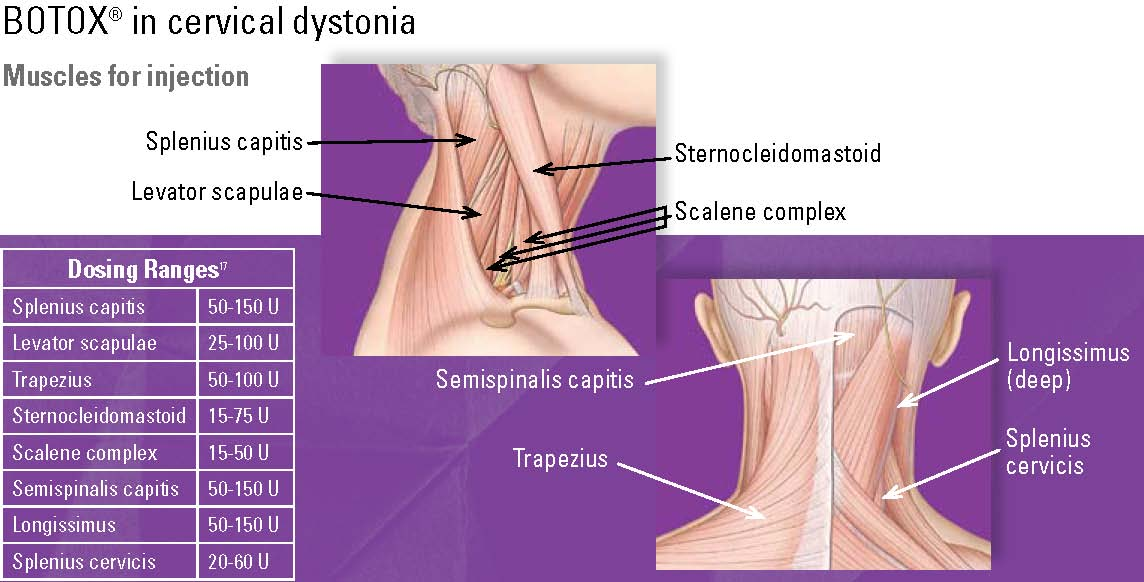 BOTOX® in cervical dystonia
Muscles for injection
Splenius capitis
Levator scapulae
Sternocleidomastoid
Scalene complex
Dosing Ranges17
Splenius capitis 50-150 U
Levator scapulae 25-100 U
Trapezius 50-100 U
Sternocleidomastoid 15-75 U
Scalene complex 15-50 U
Semispinalis capitis 50-150 U
Longissimus 50-150 U
Splenius cervicis 20-60 U
Semispinalis capitis
Trapezius
Longissimus
(deep)
Splenius
cervicis